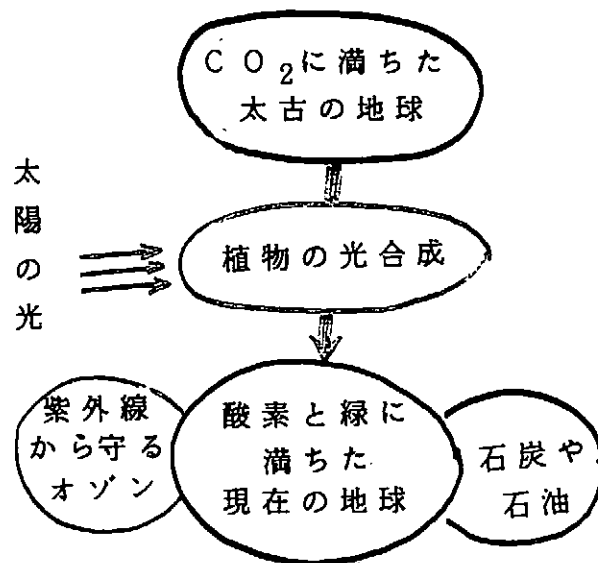 CO₂に満ちた
太古の地球
太陽の光
植物の光合成
紫外線
から守る
オゾン
酸素と緑に
満ちた
現在の地球
石炭や
石油